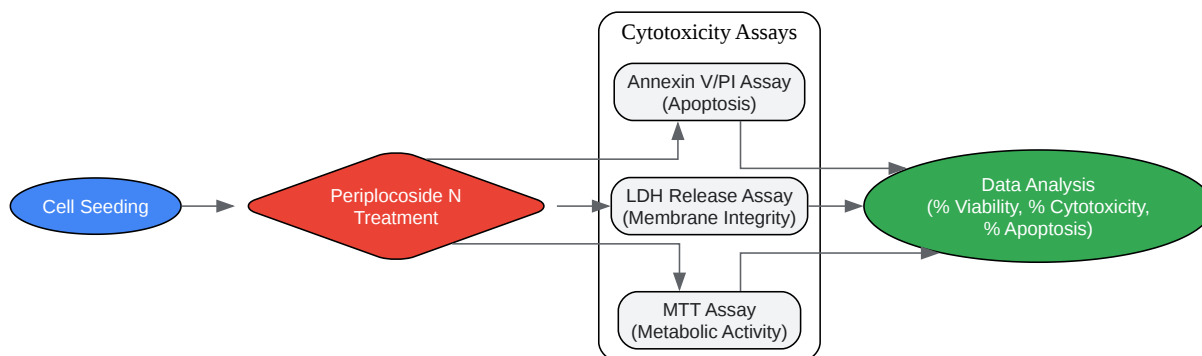 Cytotoxicity Assays
Annexin V/PI Assay
(Apoptosis)
Cell Seeding
Periplocoside N
Treatment
LDH Release Assay
(Membrane Integrity)
Data Analysis
(% Viability, % Cytotoxicity,
% Apoptosis)
MTT Assay
(Metabolic Activity)